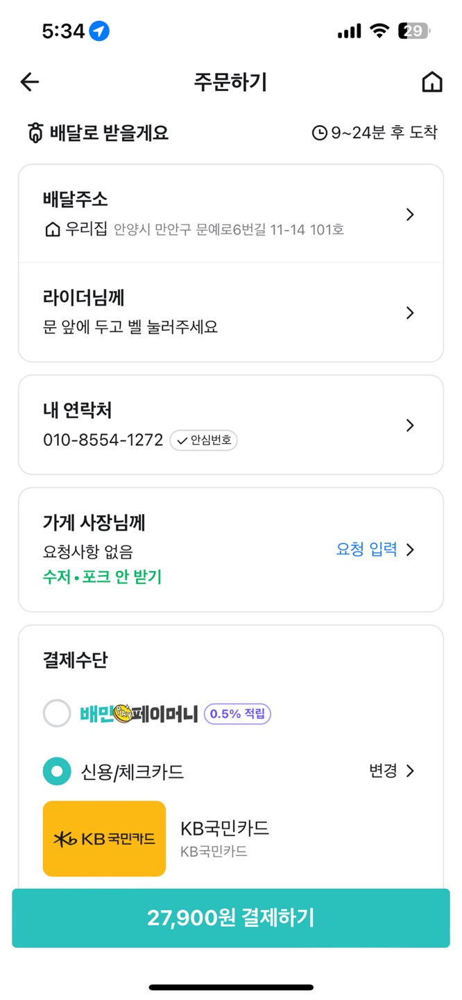 5:34
29
주문하기
배달로 받을게요
9~24분 후 도착
배달주소
우리집 안양시 만안구 문예로6번길 11-14 101호
라이더님께
문 앞에 두고 벨 눌러주세요
내 연락처
010-8554-1272 안심번호
가게 사장님께
요청사항 없음
요청 입력
수저•포크 안 받기
결제수단
배민PAY페이머니 0.5% 적립
신용/체크카드
변경
KB국민카드
KB국민카드
KB국민카드
27,900원 결제하기